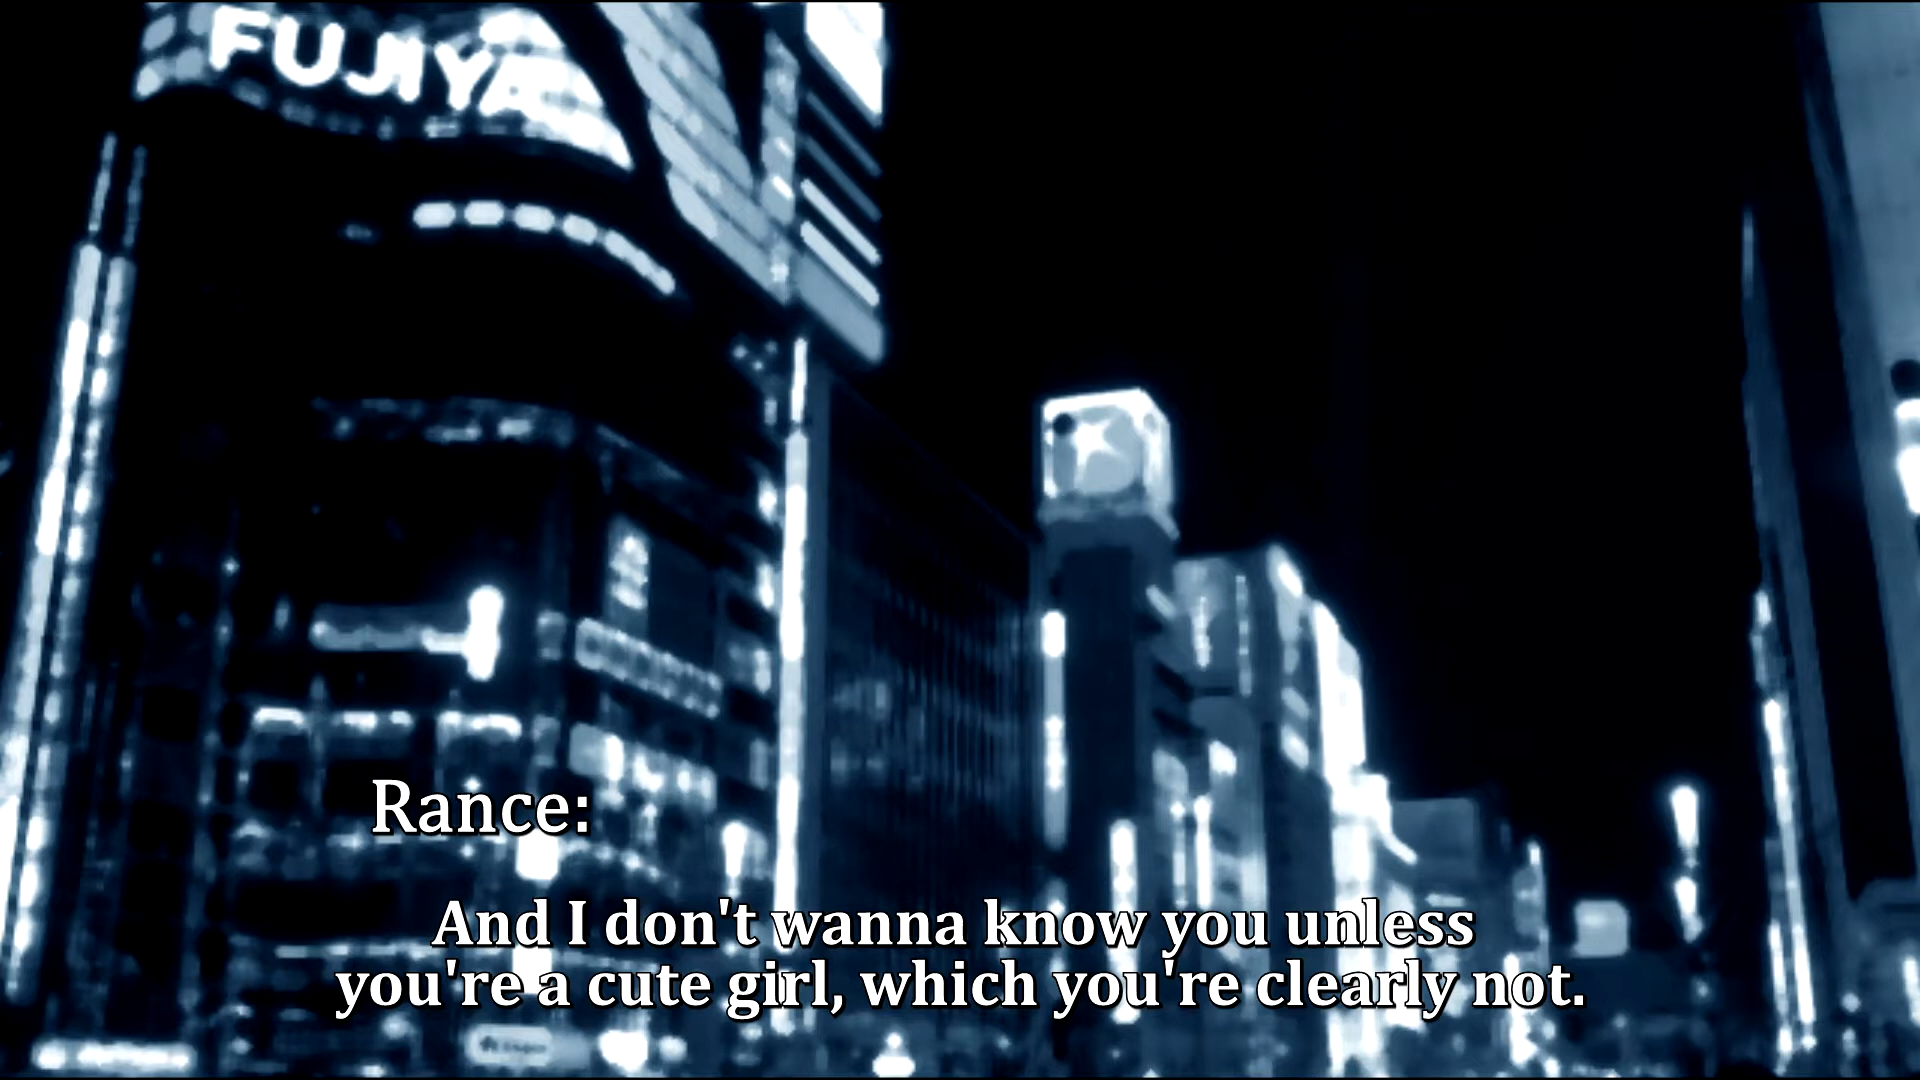 FUJIYA
Rance:
And I don't wanna know you unless
you're a cute girl, which you're clearly not.